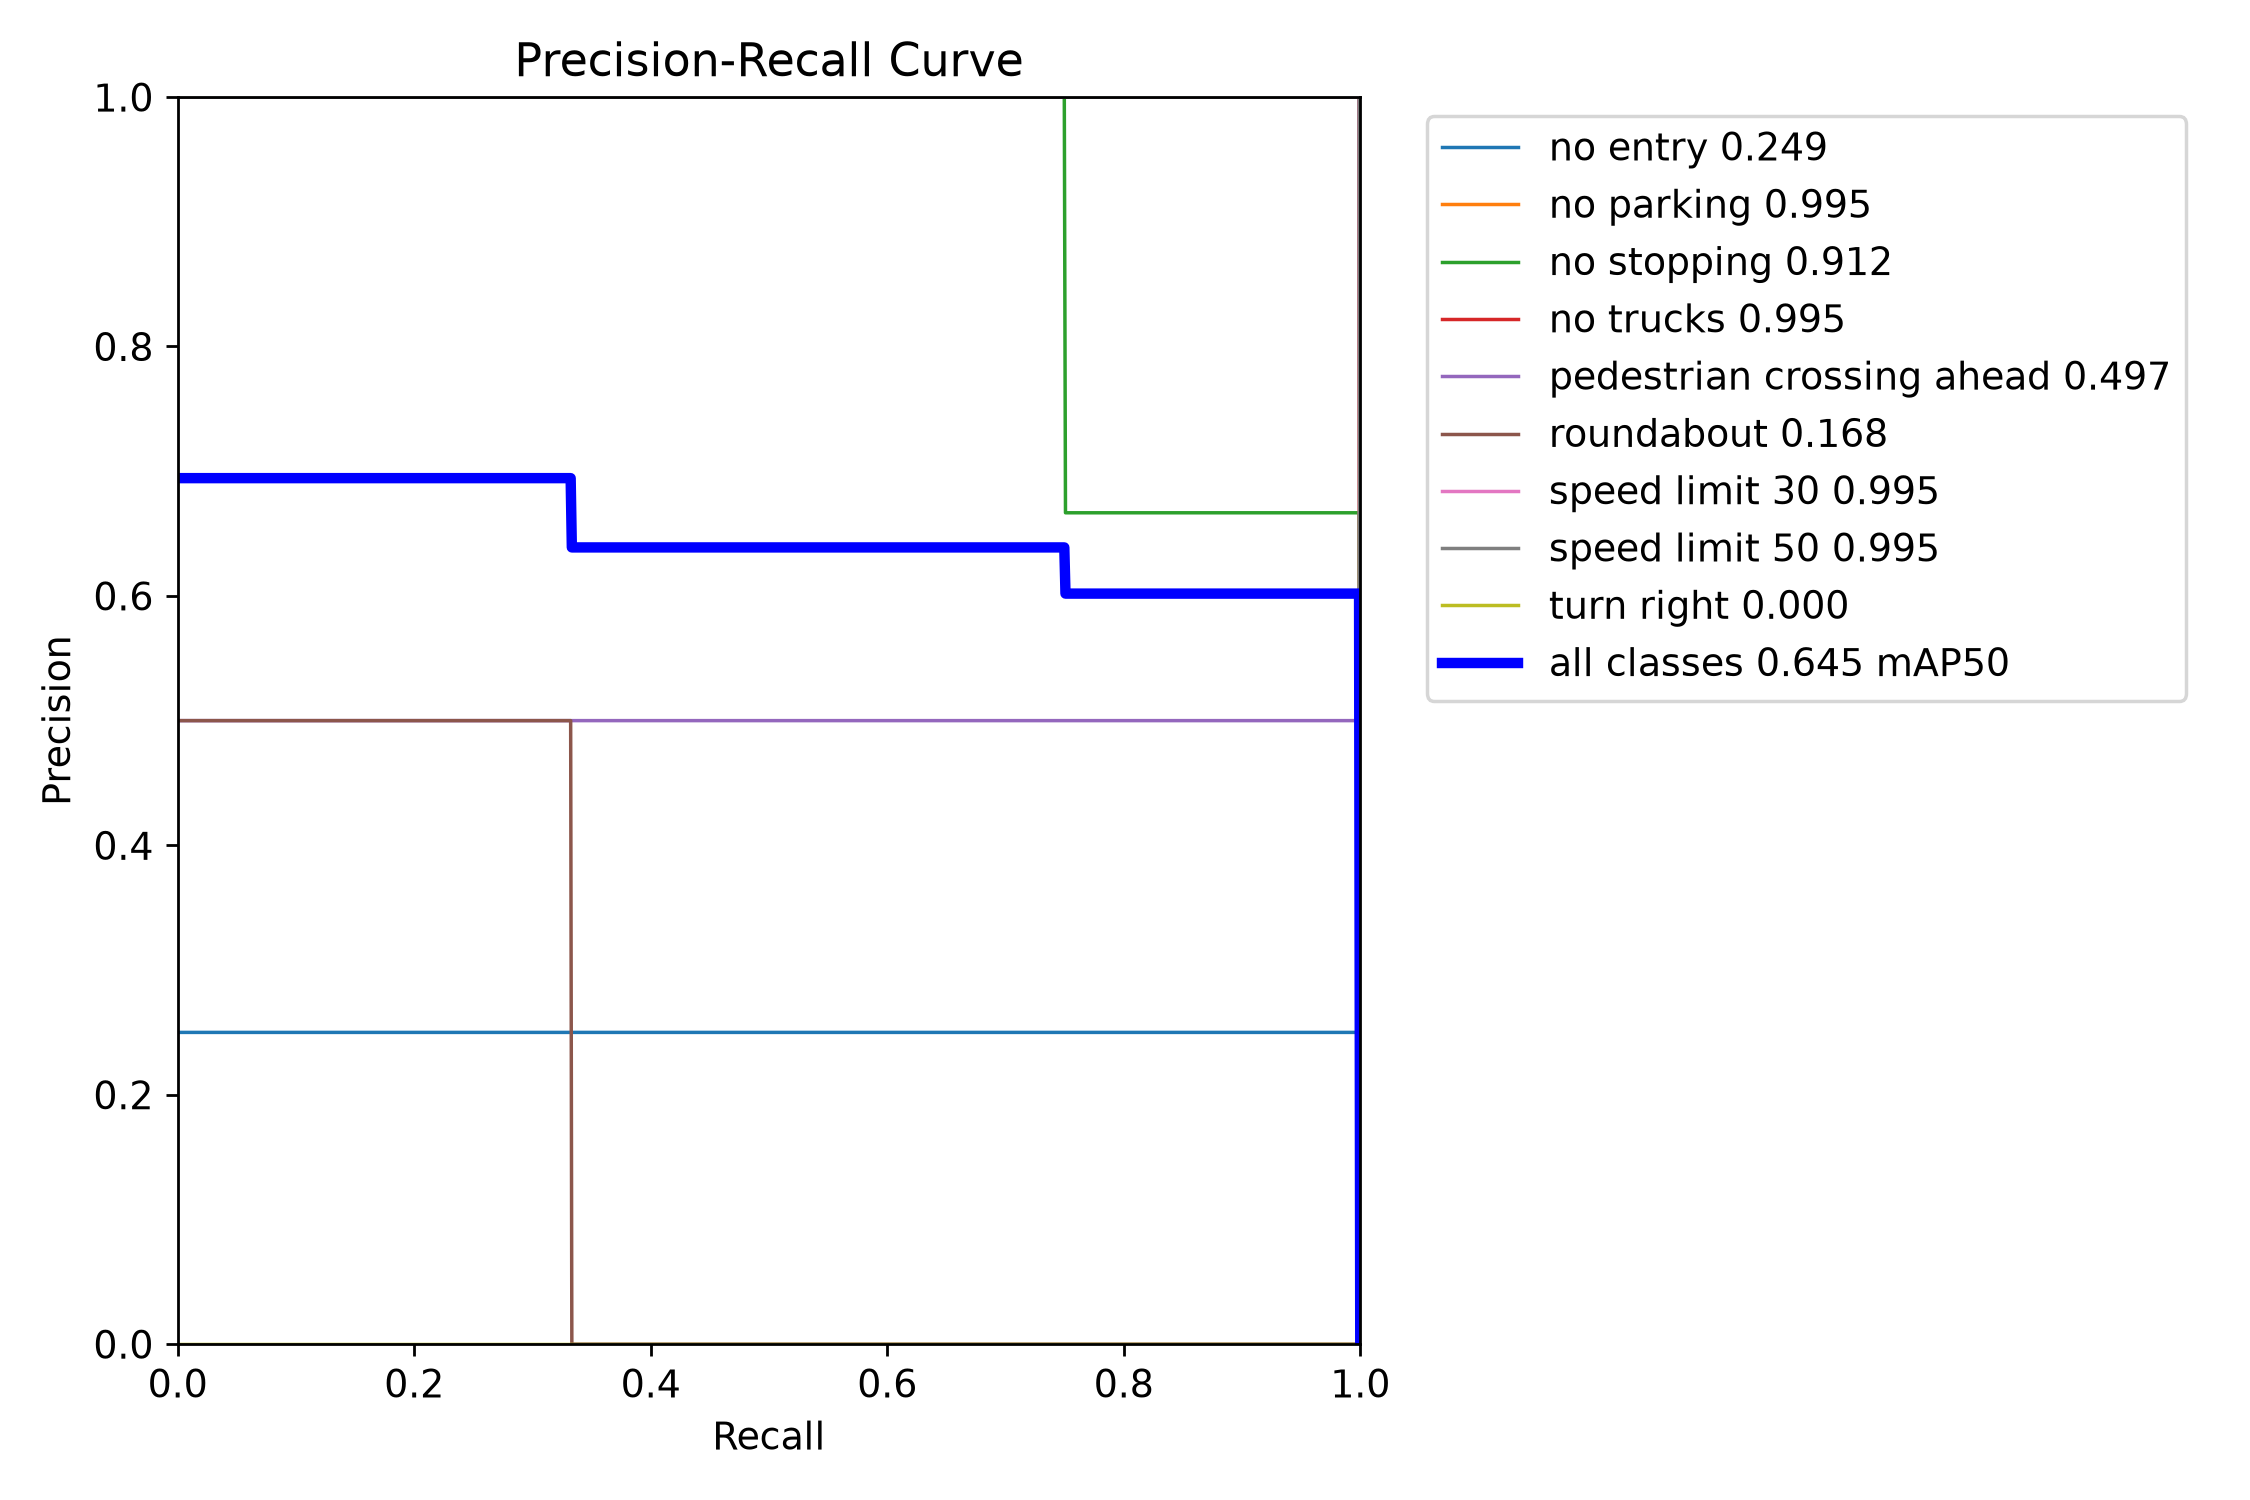 Precision-Recall Curve
1.0
0.8
0.6
0.4
0.2
0.0
Precision
0.0 0.2 0.4 0.6 0.8 1.0
Recall
no entry 0.249
no parking 0.995
no stopping 0.912
no trucks 0.995
pedestrian crossing ahead 0.497
roundabout 0.168
speed limit 30 0.995
speed limit 50 0.995
turn right 0.000
all classes 0.645 mAP50